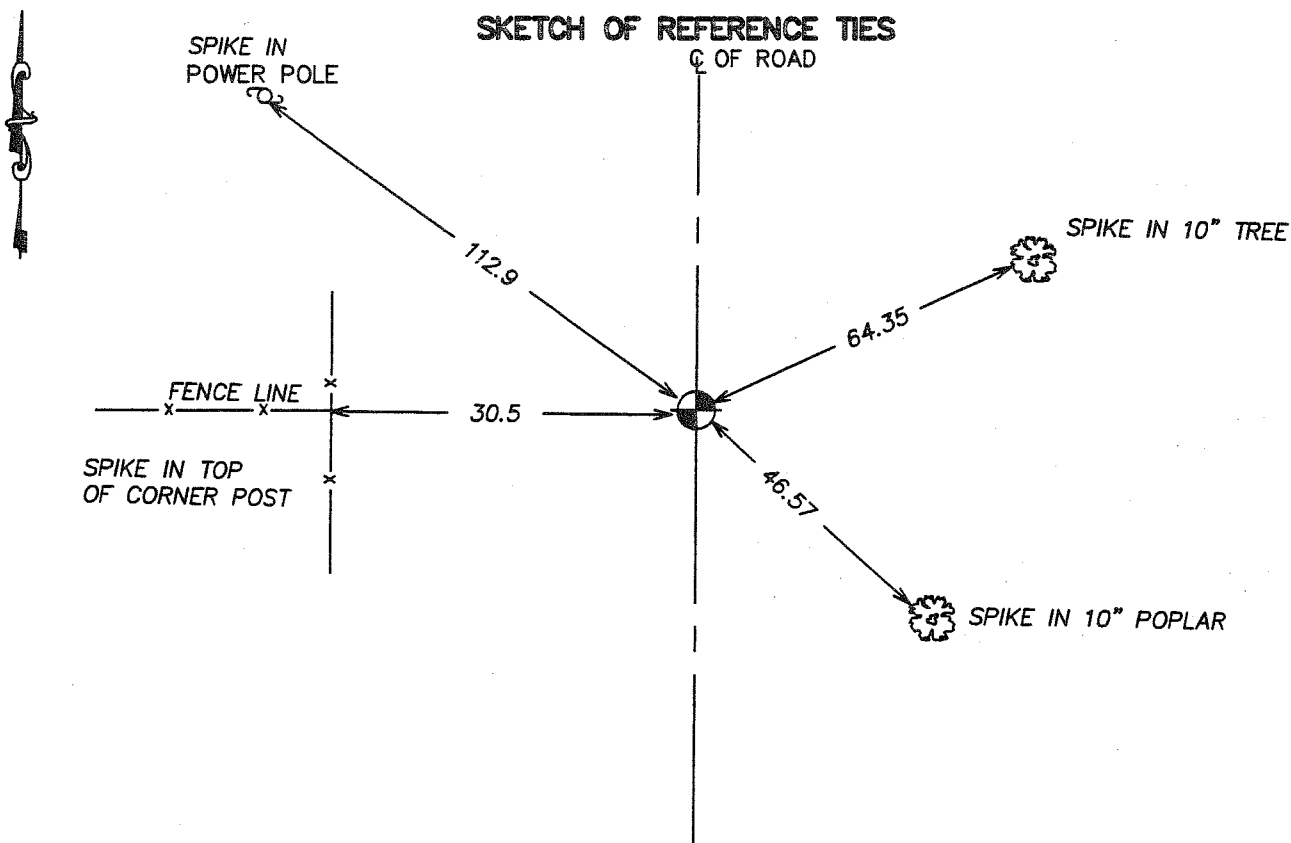 SKETCH OF REFERENCE TIES
℄ OF ROAD
SPIKE IN
POWER POLE
SPIKE IN 10" TREE
112.9
64.35
FENCE LINE
30.5
SPIKE IN TOP
OF CORNER POST
46.57
SPIKE IN 10" POPLAR